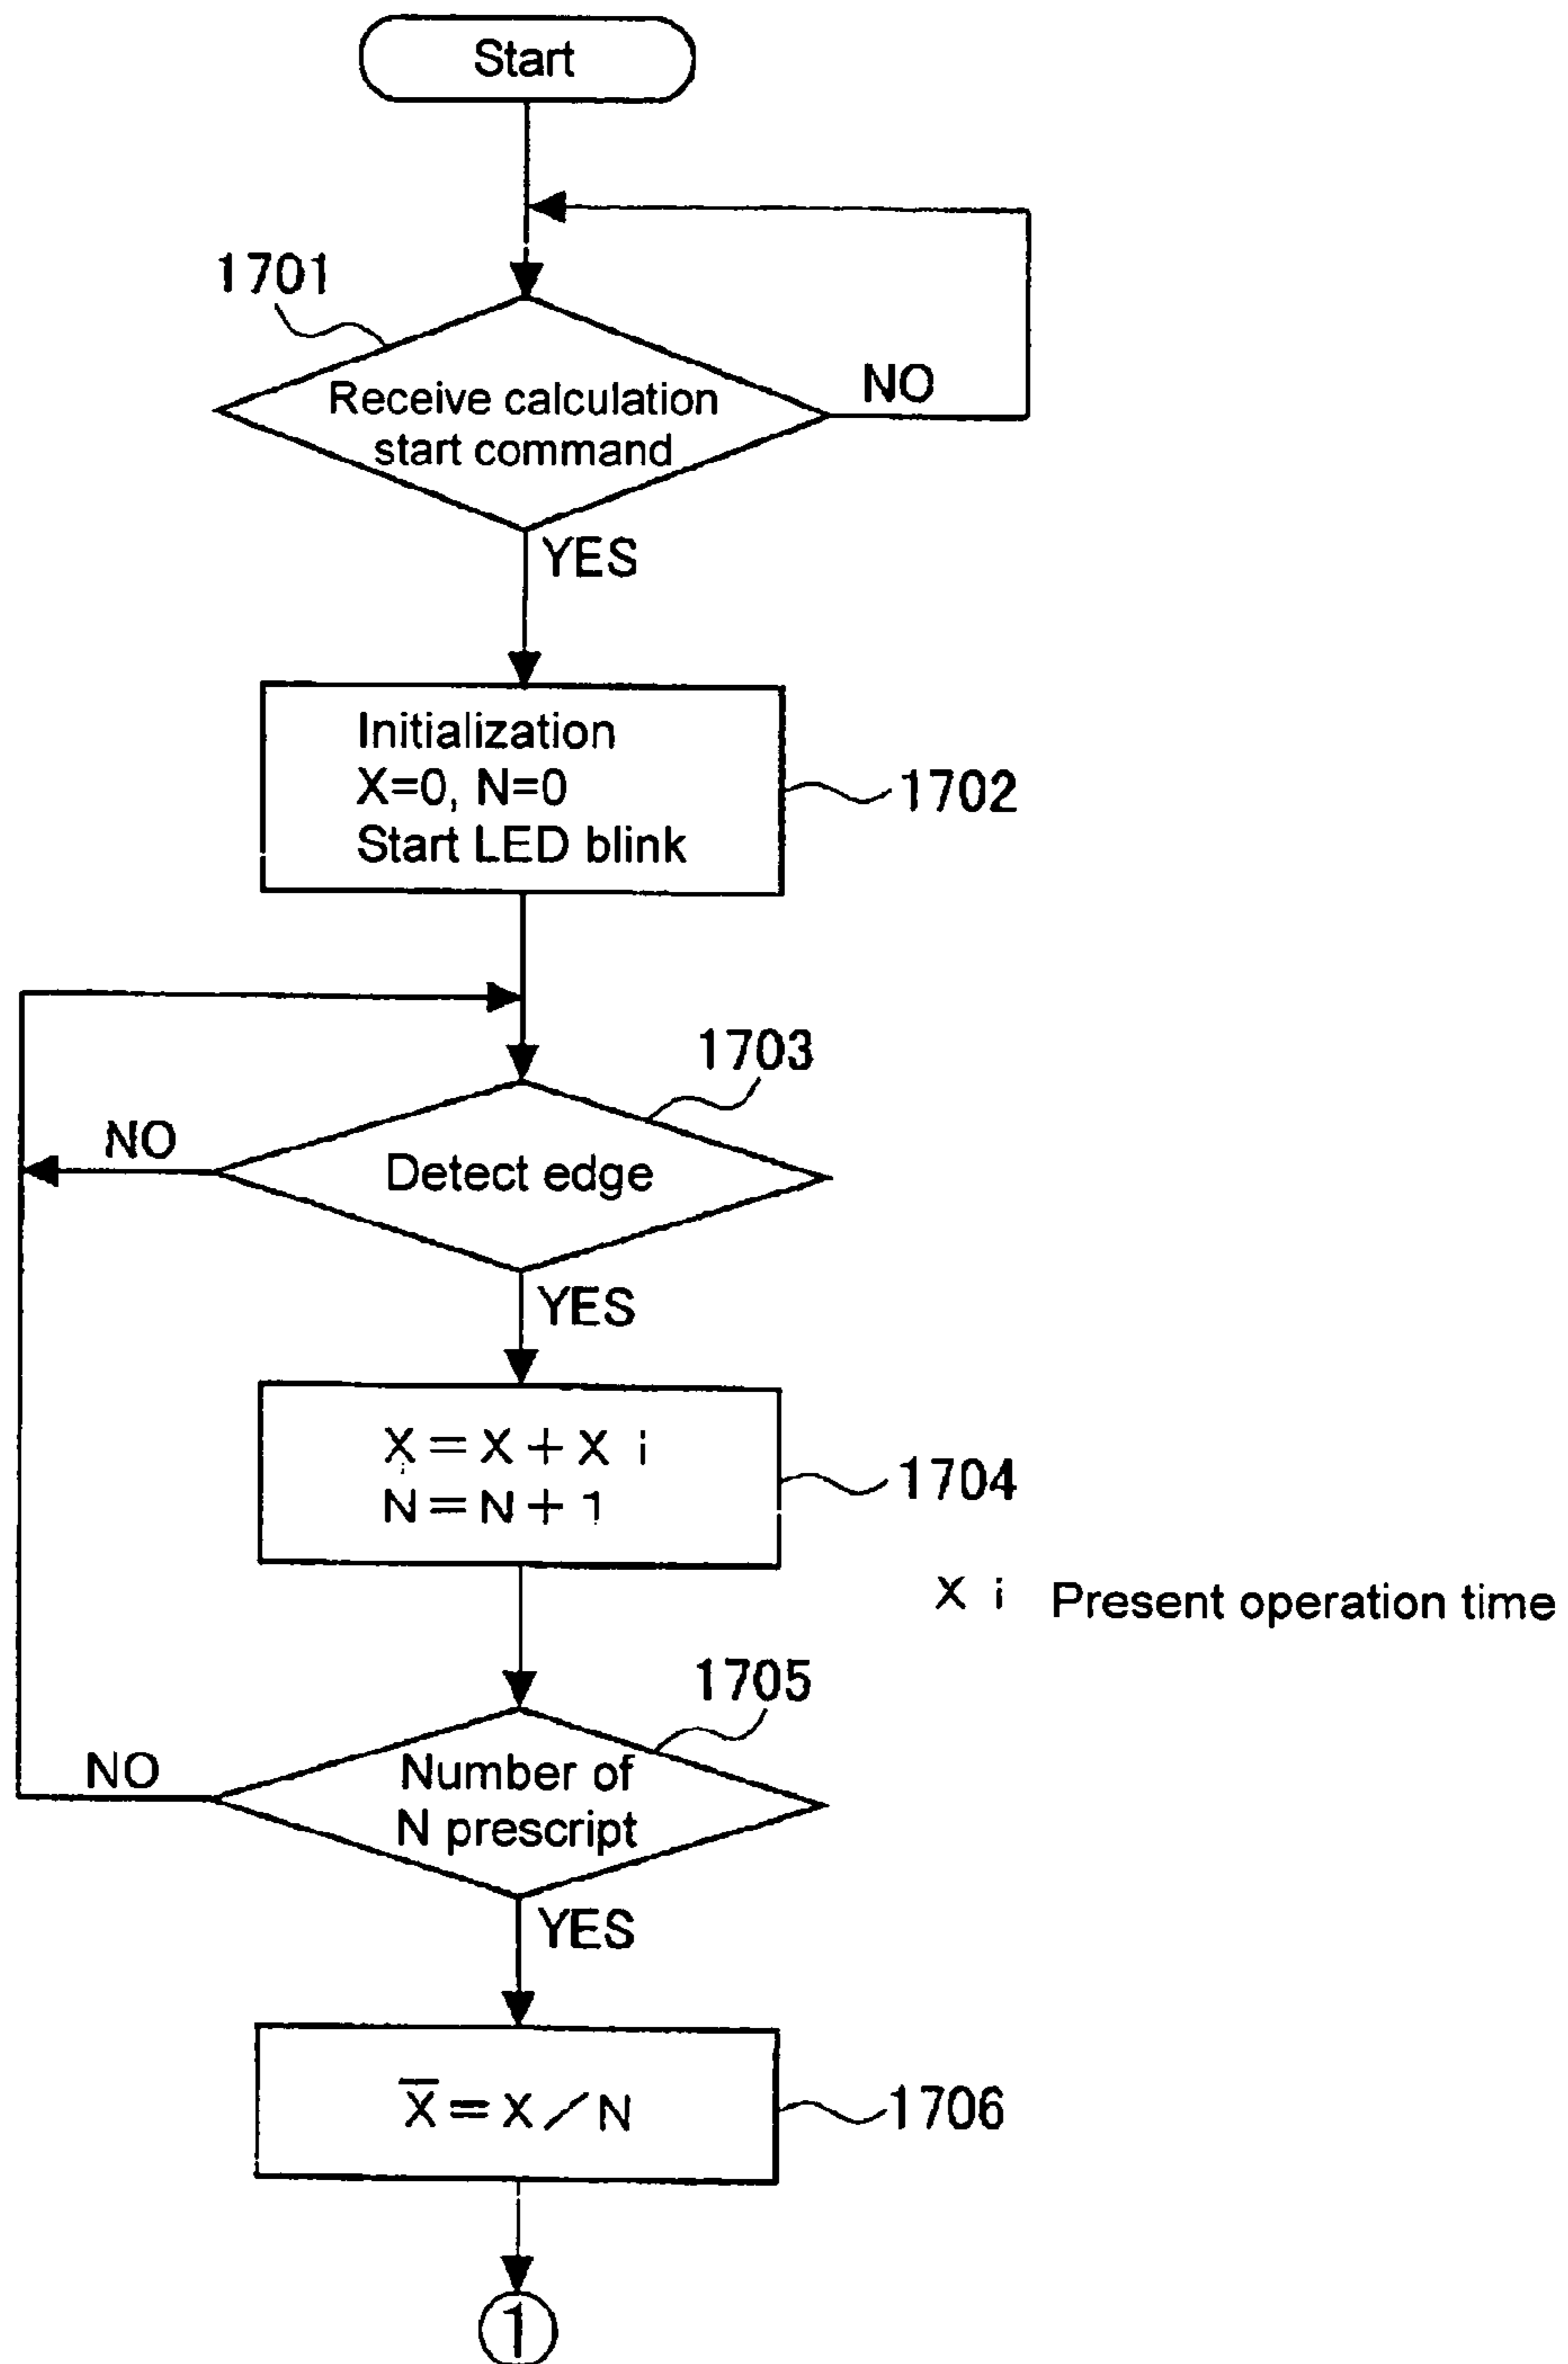 Start
1701
Receive calculation
start command
NO
YES
Initialization
X=0, N=0
Start LED blink
1702
1703
NO
Detect edge
YES
X=X+X i
N=N+1
1704
X i Present operation time
1705
NO
Number of
N prescript
YES
X̅=X/N
1706
1